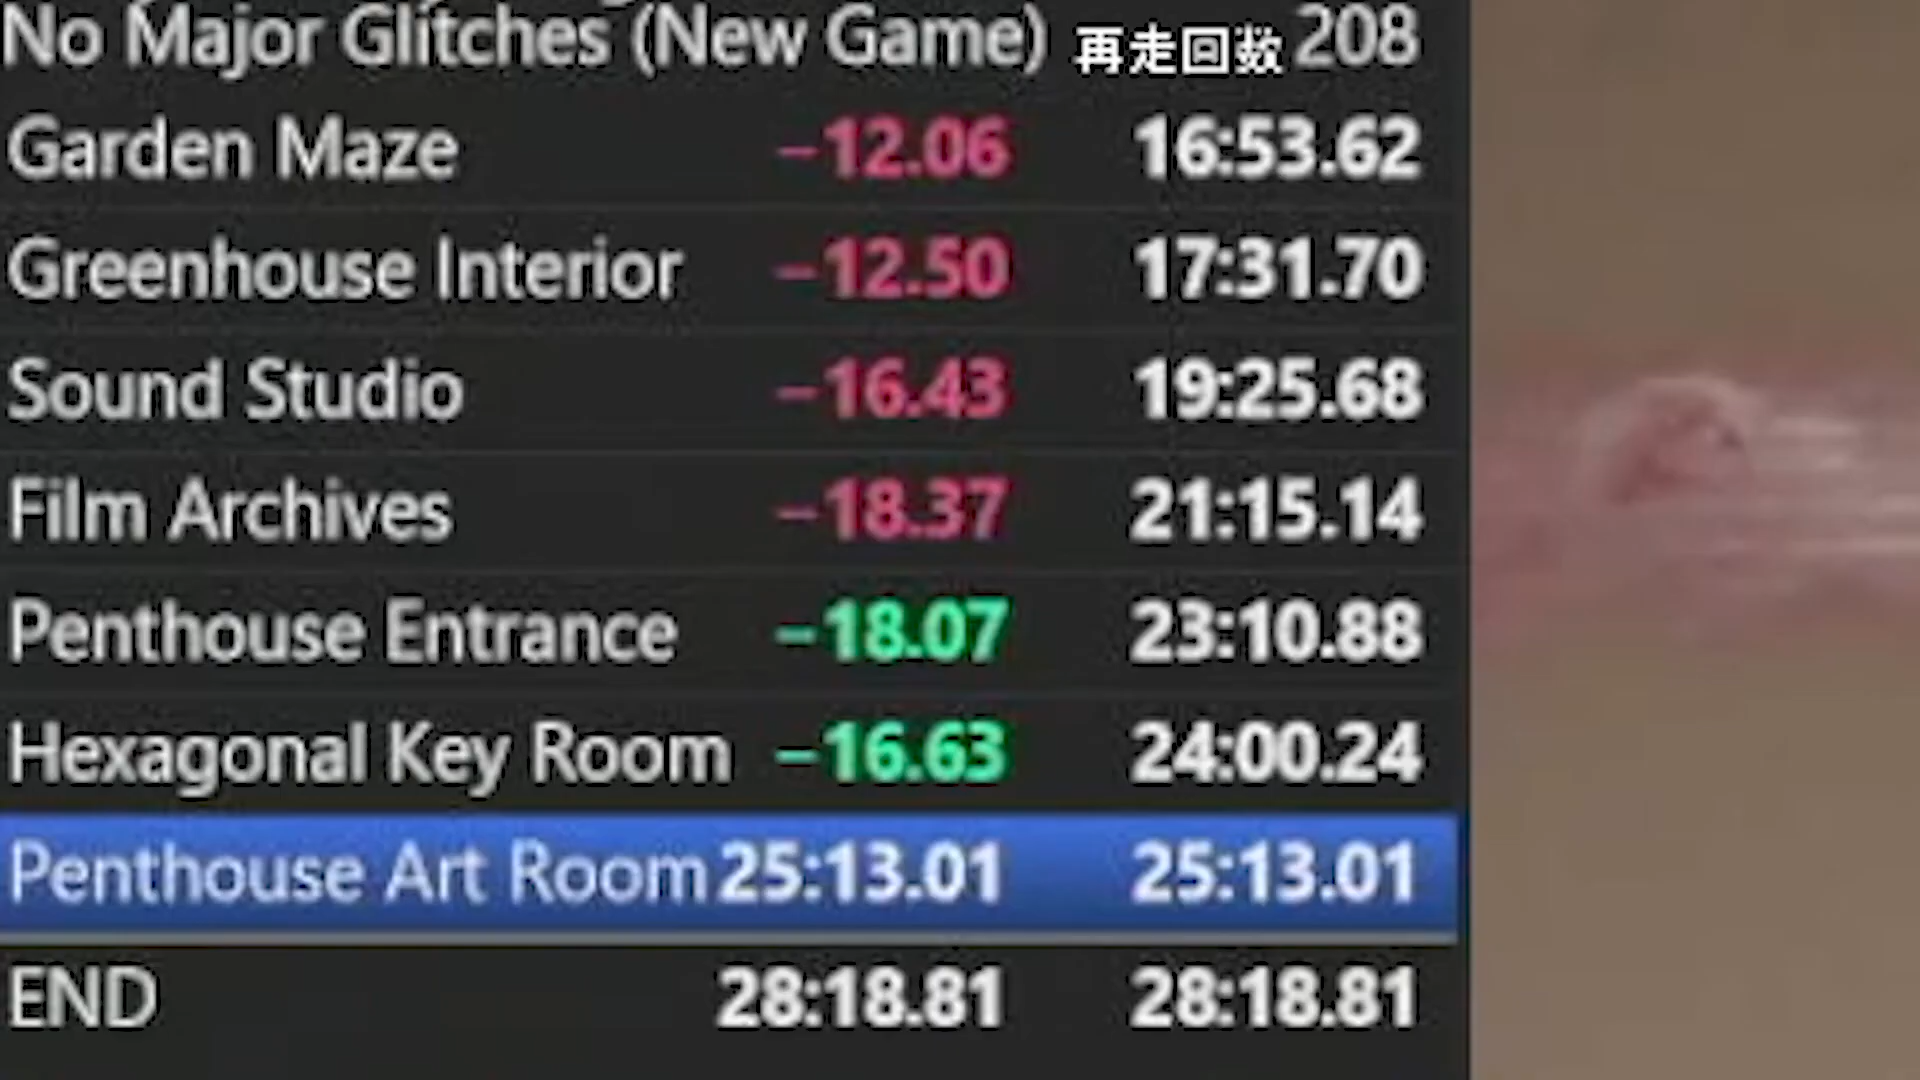 No Major Glitches (New Game) 再走回数 208
Garden Maze −12.06 16:53.62
Greenhouse Interior −12.50 17:31.70
Sound Studio −16.43 19:25.68
Film Archives −18.37 21:15.14
Penthouse Entrance −18.07 23:10.88
Hexagonal Key Room −16.63 24:00.24
Penthouse Art Room 25:13.01 25:13.01
END 28:18.81 28:18.81